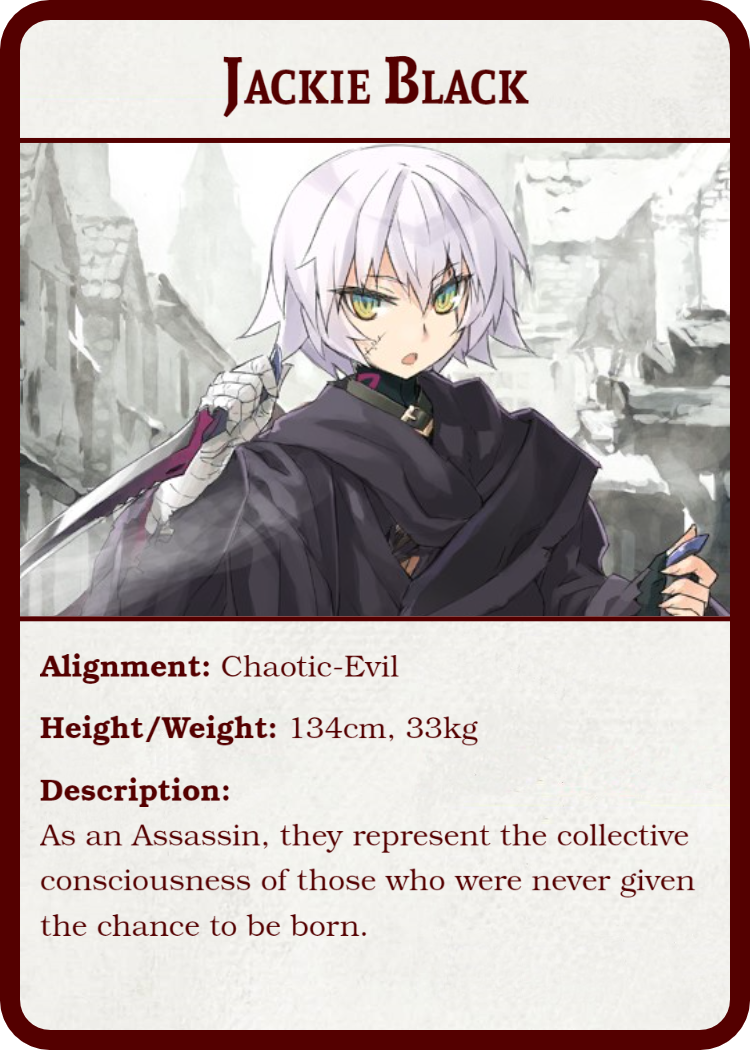 Jackie Black
Alignment: Chaotic-Evil
Height/Weight: 134cm, 33kg
Description:
As an Assassin, they represent the collective
consciousness of those who were never given
the chance to be born.